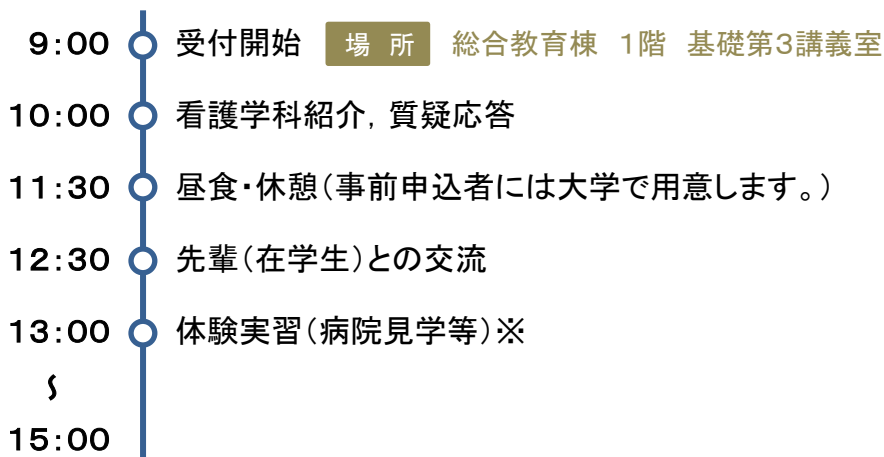 9:00 受付開始 場 所 総合教育棟 1階 基礎第3講義室
10:00 看護学科紹介, 質疑応答
11:30 昼食・休憩(事前申込者には大学で用意します。)
12:30 先輩(在学生)との交流
13:00 体験実習(病院見学等)※
~
15:00